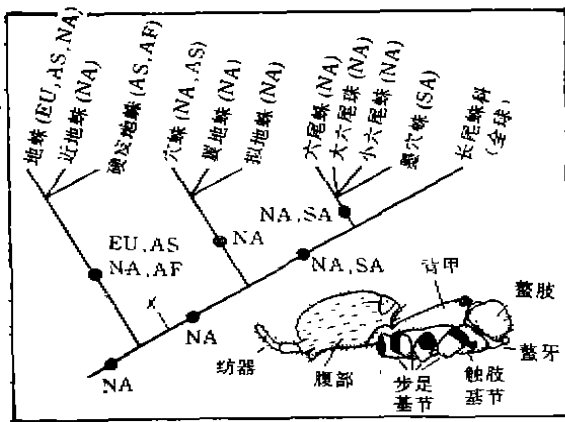 地蛛(EU,AS,NA)
近地蛛(NA)
硬皮地蛛(AS,AF)
穴蛛(NA,AS)
婴地蛛(NA)
拟地蛛(NA)
六尾蛛(NA)
大六尾珠(NA)
小六尾蛛(NA)
螲穴蛛(SA)
长尾蛛科
(全球)
NA,SA
EU,AS
NA,AF
NA
NA,SA
X
NA
NA
背甲
螯肢
螯牙
纺器
腹部
步足
基节
触肢
基节